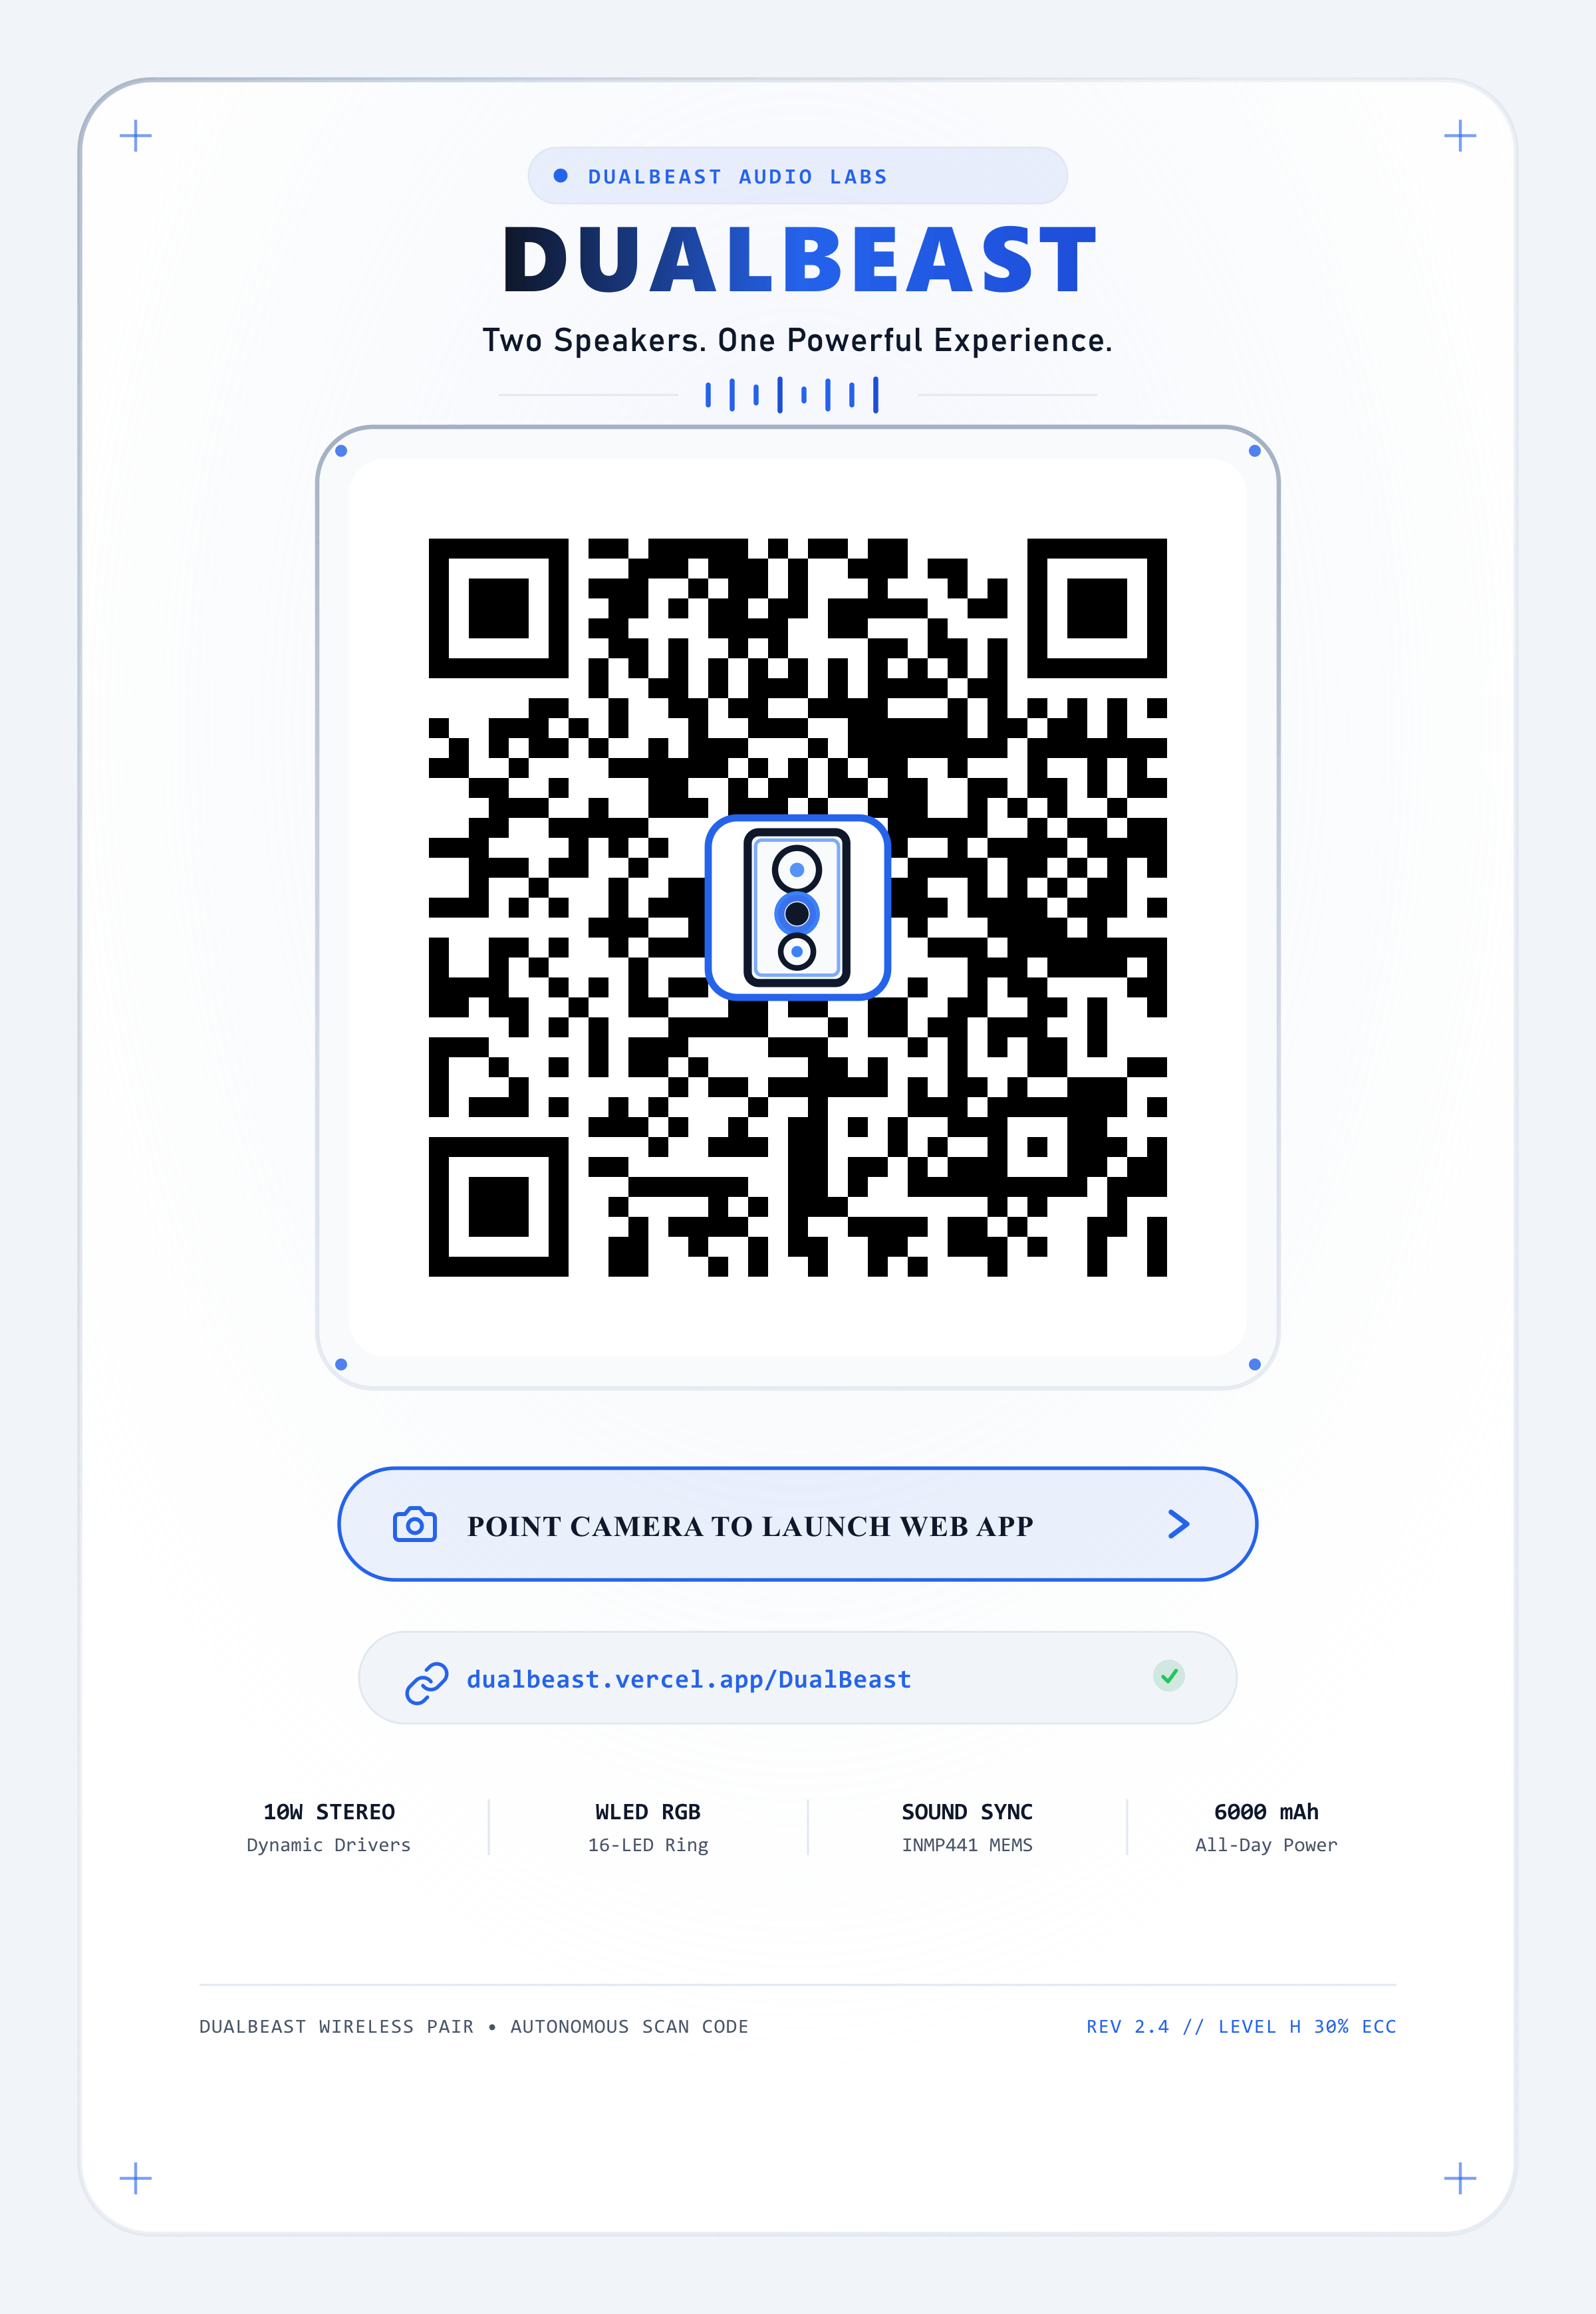 DUALBEAST AUDIO LABS
DUALBEAST
Two Speakers. One Powerful Experience.
POINT CAMERA TO LAUNCH WEB APP
dualbeast.vercel.app/DualBeast
10W STEREO
Dynamic Drivers
WLED RGB
16-LED Ring
SOUND SYNC
INMP441 MEMS
6000 mAh
All-Day Power
DUALBEAST WIRELESS PAIR • AUTONOMOUS SCAN CODE
REV 2.4 // LEVEL H 30% ECC